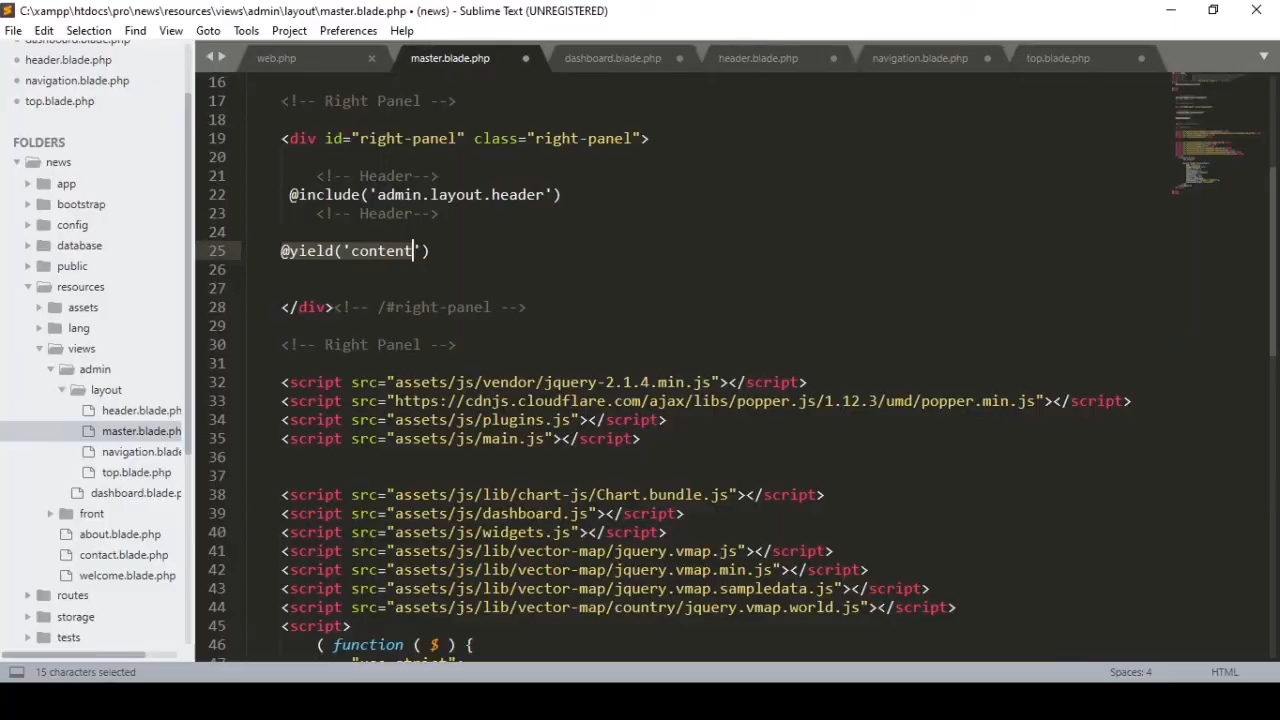 C:\xampp\htdocs\pro\news\resources\views\admin\layout\master.blade.php • (news) - Sublime Text (UNREGISTERED)
File Edit Selection Find View Goto Tools Project Preferences Help
header.blade.php
navigation.blade.php
top.blade.php
FOLDERS
news
app
bootstrap
config
database
public
resources
assets
lang
views
admin
layout
header.blade.ph
master.blade.ph
navigation.blade
top.blade.php
dashboard.blade.p
front
about.blade.php
contact.blade.php
welcome.blade.php
routes
storage
tests
web.php master.blade.php dashboard.blade.php header.blade.php navigation.blade.php top.blade.php
16
17 <!-- Right Panel -->
18
19 <div id="right-panel" class="right-panel">
20
21 <!-- Header-->
22 @include('admin.layout.header')
23 <!-- Header-->
24
25 @yield('content')
26
27
28 </div><!-- /#right-panel -->
29
30 <!-- Right Panel -->
31
32 <script src="assets/js/vendor/jquery-2.1.4.min.js"></script>
33 <script src="https://cdnjs.cloudflare.com/ajax/libs/popper.js/1.12.3/umd/popper.min.js"></script>
34 <script src="assets/js/plugins.js"></script>
35 <script src="assets/js/main.js"></script>
36
37
38 <script src="assets/js/lib/chart-js/Chart.bundle.js"></script>
39 <script src="assets/js/dashboard.js"></script>
40 <script src="assets/js/widgets.js"></script>
41 <script src="assets/js/lib/vector-map/jquery.vmap.js"></script>
42 <script src="assets/js/lib/vector-map/jquery.vmap.min.js"></script>
43 <script src="assets/js/lib/vector-map/jquery.vmap.sampledata.js"></script>
44 <script src="assets/js/lib/vector-map/country/jquery.vmap.world.js"></script>
45 <script>
46 ( function ( $ ) {
15 characters selected Spaces: 4 HTML